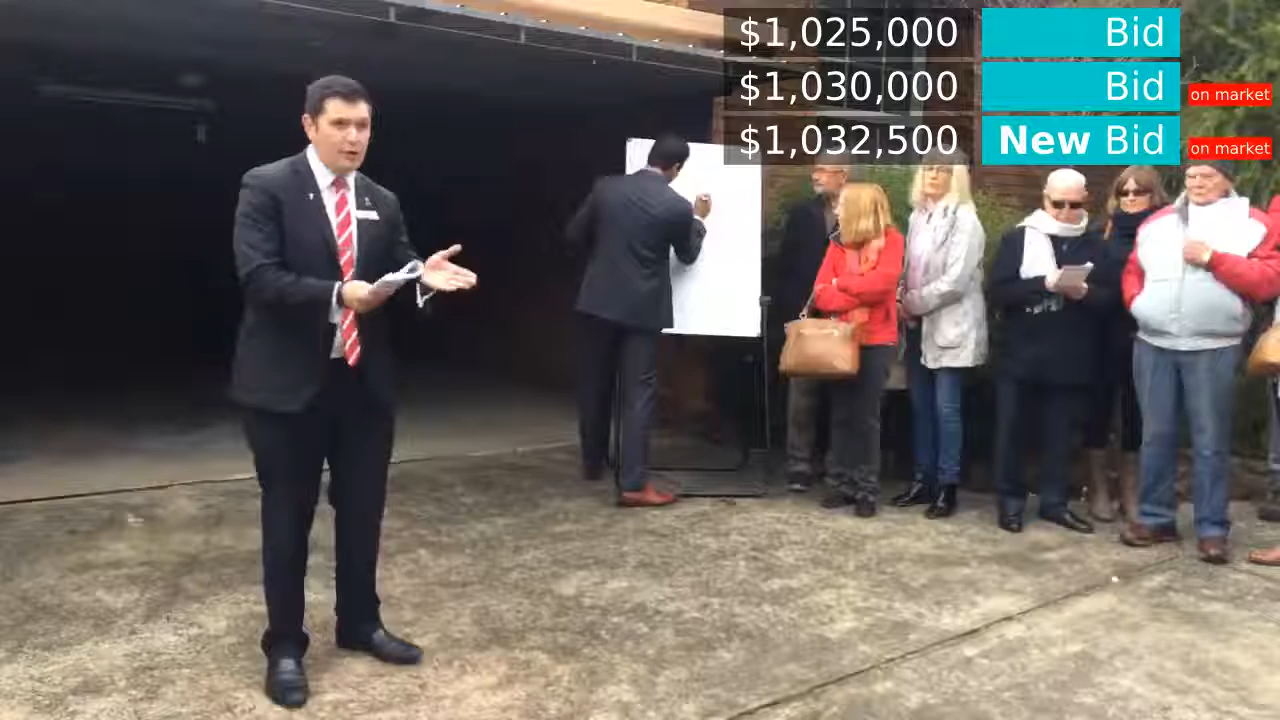 $1,025,000 Bid
$1,030,000 Bid on market
$1,032,500 New Bid on market